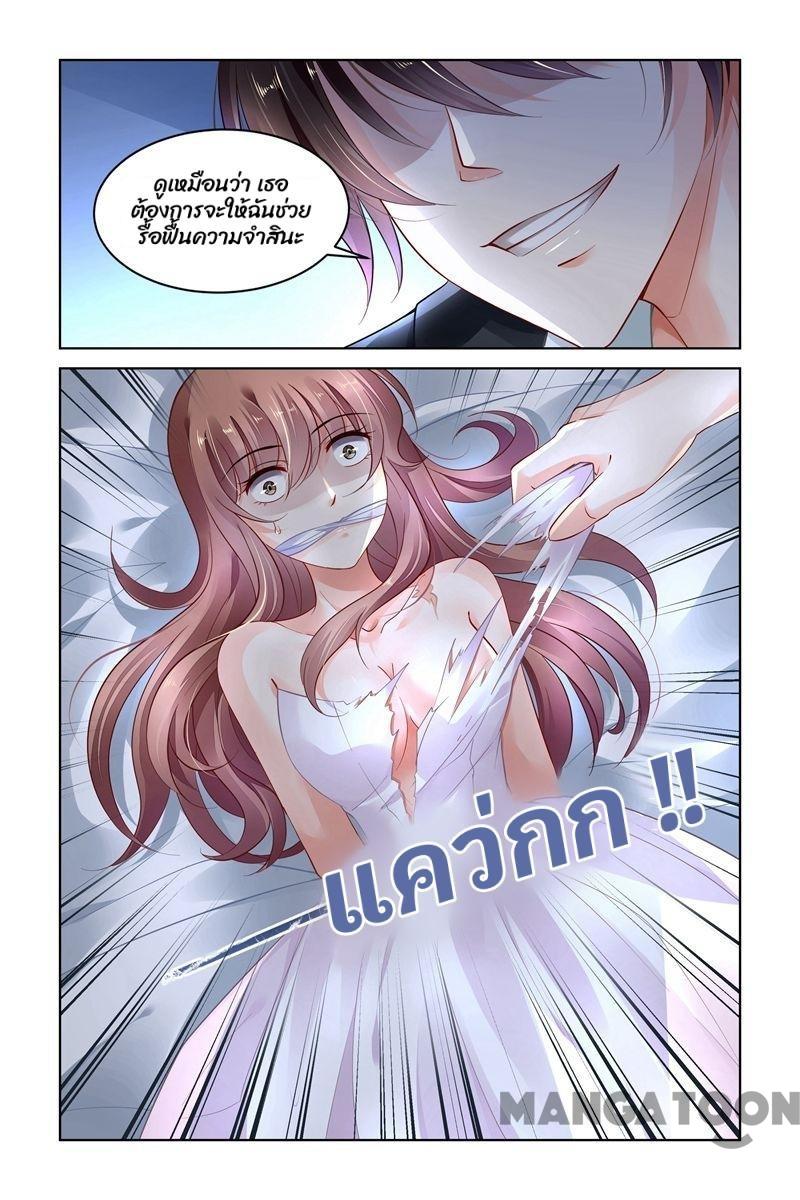 ดูเหมือนว่า เธอ
ต้องการจะให้ฉันช่วย
รื้อฟื้นความจำสินะ
แคว่กก !!
MANGATOON